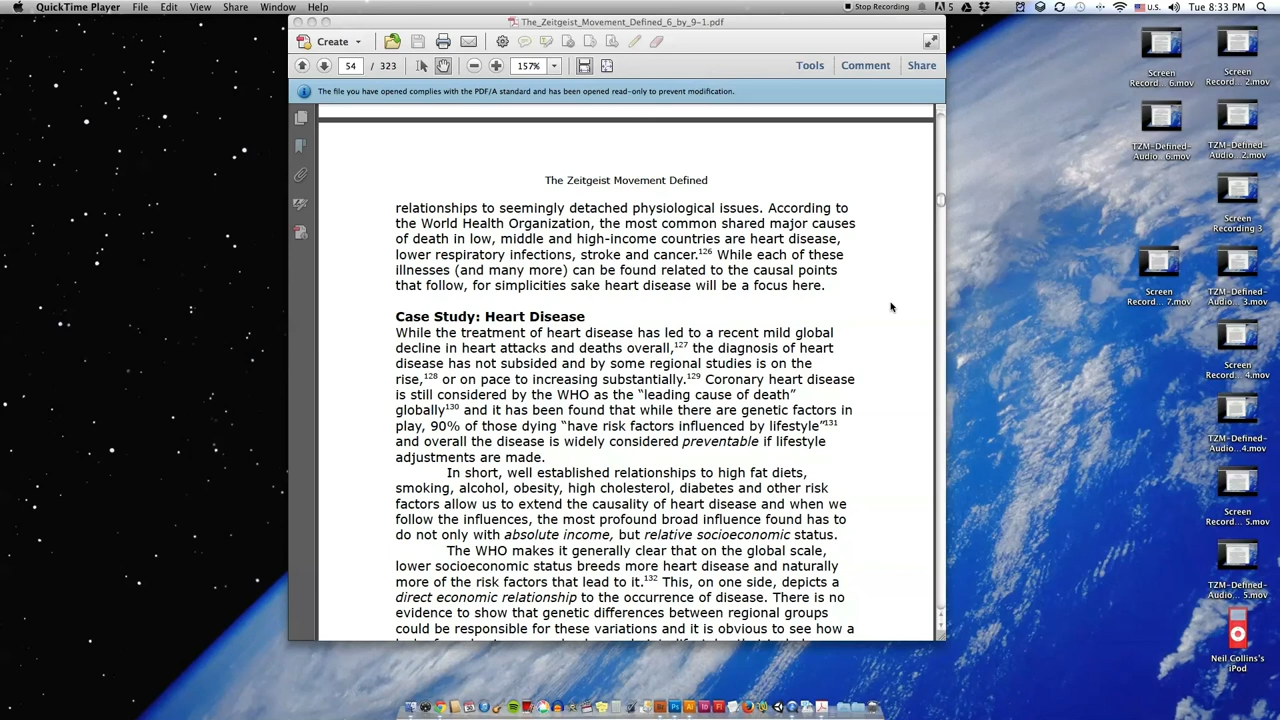 QuickTime Player File Edit View Share Window Help Stop Recording 5 U.S. Tue 8:33 PM
The_Zeitgeist_Movement_Defined_6_by_9-1.pdf
Create
54 / 323 157% Tools Comment Share
The file you have opened complies with the PDF/A standard and has been opened read-only to prevent modification.
The Zeitgeist Movement Defined
relationships to seemingly detached physiological issues. According to
the World Health Organization, the most common shared major causes
of death in low, middle and high-income countries are heart disease,
lower respiratory infections, stroke and cancer.126 While each of these
illnesses (and many more) can be found related to the causal points
that follow, for simplicities sake heart disease will be a focus here.
Case Study: Heart Disease
While the treatment of heart disease has led to a recent mild global
decline in heart attacks and deaths overall,127 the diagnosis of heart
disease has not subsided and by some regional studies is on the
rise,128 or on pace to increasing substantially.129 Coronary heart disease
is still considered by the WHO as the “leading cause of death”
globally130 and it has been found that while there are genetic factors in
play, 90% of those dying “have risk factors influenced by lifestyle”131
and overall the disease is widely considered preventable if lifestyle
adjustments are made.
In short, well established relationships to high fat diets,
smoking, alcohol, obesity, high cholesterol, diabetes and other risk
factors allow us to extend the causality of heart disease and when we
follow the influences, the most profound broad influence found has to
do not only with absolute income, but relative socioeconomic status.
The WHO makes it generally clear that on the global scale,
lower socioeconomic status breeds more heart disease and naturally
more of the risk factors that lead to it.132 This, on one side, depicts a
direct economic relationship to the occurrence of disease. There is no
evidence to show that genetic differences between regional groups
could be responsible for these variations and it is obvious to see how a
Screen
Record... 6.mov
Screen
Record... 2.mov
TZM-Defined-
Audio...6.mov
TZM-Defined-
Audio...2.mov
Screen
Recording 3
Screen
Record... 7.mov
TZM-Defined-
Audio...3.mov
Screen
Record... 4.mov
TZM-Defined-
Audio...4.mov
Screen
Record... 5.mov
TZM-Defined-
Audio...5.mov
Neil Collins's
iPod